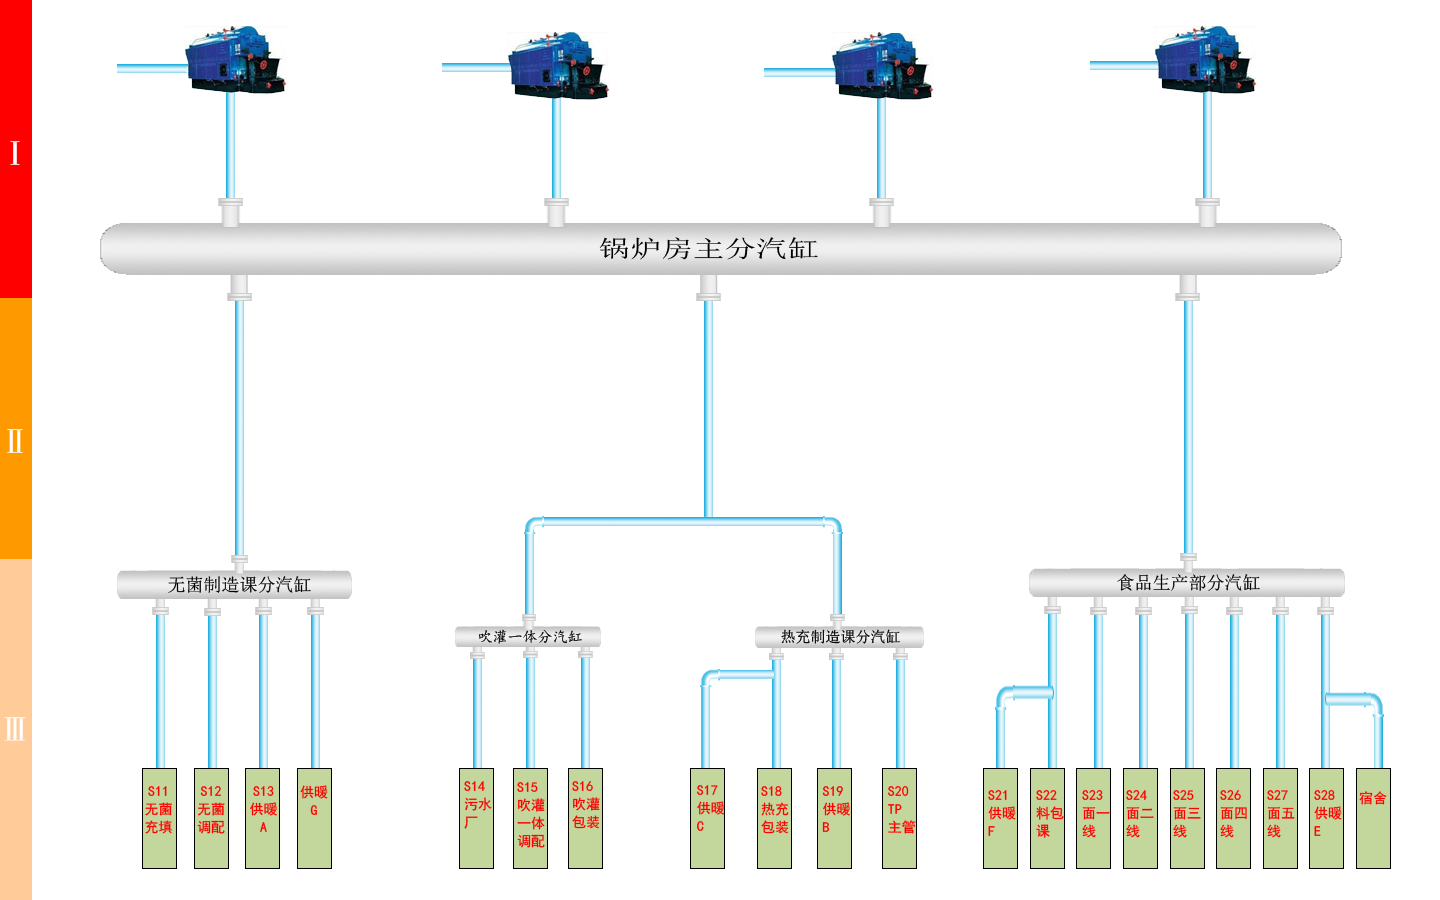 Ⅰ
锅炉房主分汽缸
Ⅱ
无菌制造课分汽缸
食品生产部分汽缸
吹灌一体分汽缸
热充制造课分汽缸
Ⅲ
S11
无菌
充填
S12
无菌
调配
S13
供暖
A
供暖
G
S14
污水
厂
S15
吹灌
一体
调配
S16
吹灌
包装
S17
供暖
C
S18
热充
包装
S19
供暖
B
S20
TP
主管
S21
供暖
F
S22
料包
课
S23
面一
线
S24
面二
线
S25
面三
线
S26
面四
线
S27
面五
线
S28
供暖
E
宿舍